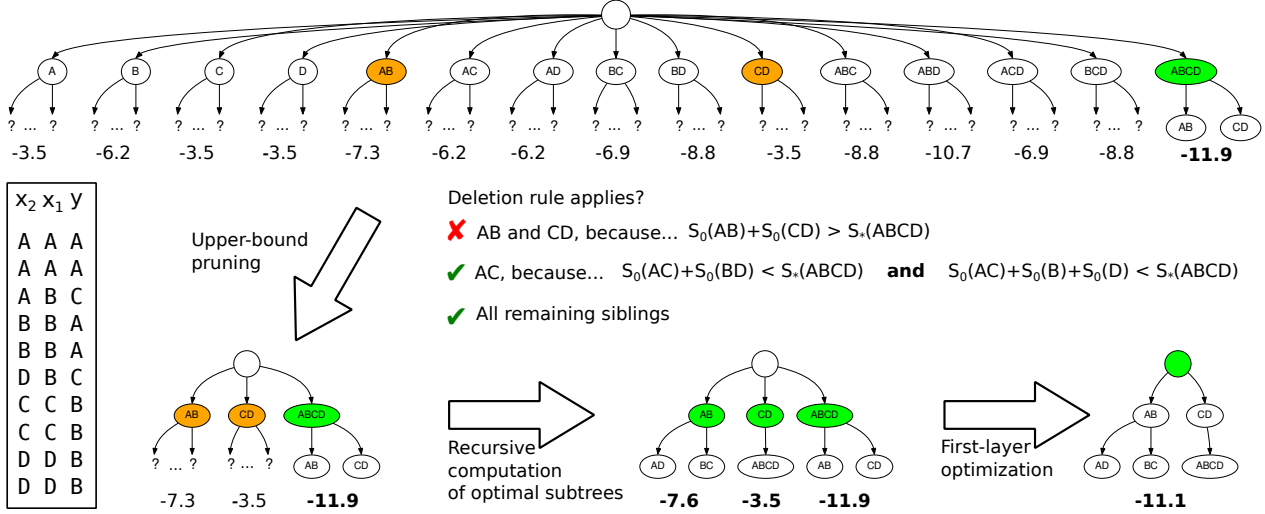 A B C D AB AC AD BC BD CD ABC ABD ACD BCD ABCD
? ... ? ? ... ? ? ... ? ? ... ? ? ... ? ? ... ? ? ... ? ? ... ? ? ... ? ? ... ? ? ... ? ? ... ? ? ... ? ? ... ? AB CD
-3.5 -6.2 -3.5 -3.5 -7.3 -6.2 -6.2 -6.9 -8.8 -3.5 -8.8 -10.7 -6.9 -8.8 -11.9
x₂ x₁ y
A A A
A A A
A B C
B B A
B B A
D B C
C C B
C C B
D D B
D D B
Upper-bound
pruning
Deletion rule applies?
✘ AB and CD, because... S₀(AB)+S₀(CD) > S*(ABCD)
✔ AC, because... S₀(AC)+S₀(BD) < S*(ABCD) and S₀(AC)+S₀(B)+S₀(D) < S*(ABCD)
✔ All remaining siblings
AB CD ABCD
? ... ? ? ... ? AB CD
-7.3 -3.5 -11.9
Recursive
computation
of optimal subtrees
AB CD ABCD
AD BC ABCD AB CD
-7.6 -3.5 -11.9
First-layer
optimization
AB CD
AD BC ABCD
-11.1